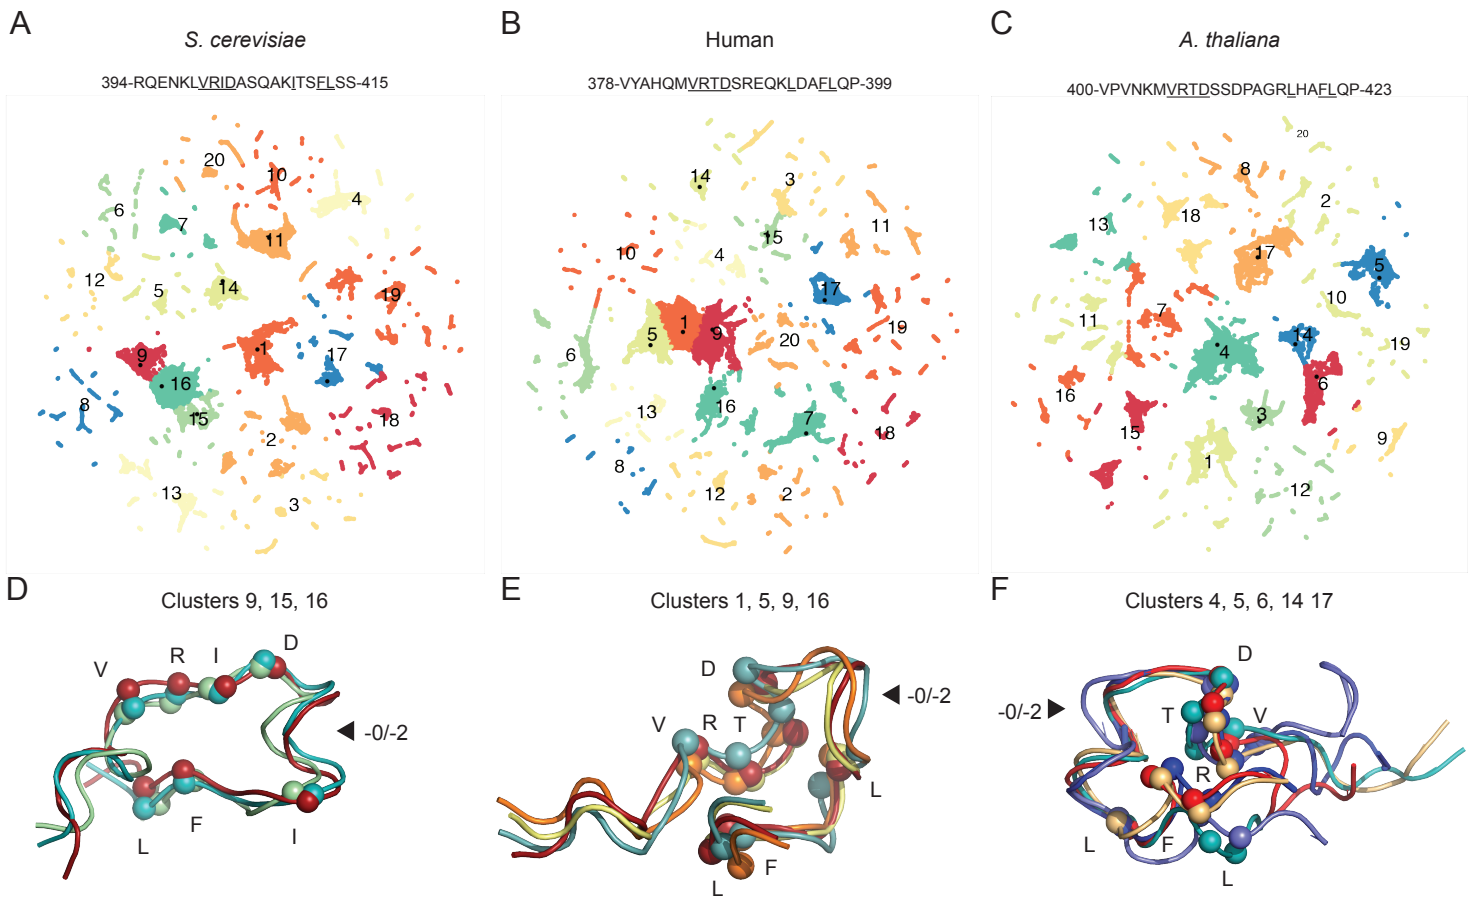 A
S. cerevisiae
394-RQENKLVRIDASQAKITSFLSS-415
20
10
4
6
7
11
12
5
14
19
9
1
17
16
8
15
18
2
13
3
B
Human
378-VYAHQMVRTDSREQKLDAFLQP-399
14
3
11
15
10
4
17
1
9
5
19
20
6
13
16
7
18
8
12
2
C
A. thaliana
400-VPVNKMVRTDSSDPAGRLHAFLQP-423
20
8
2
18
13
17
5
10
7
11
14
19
4
6
16
3
15
9
1
12
D
Clusters 9, 15, 16
V R I D
-0/-2
L F I
E
Clusters 1, 5, 9, 16
D
-0/-2
V R T
L
F
L
F
Clusters 4, 5, 6, 14 17
D
-0/-2
T V
R
L F
L